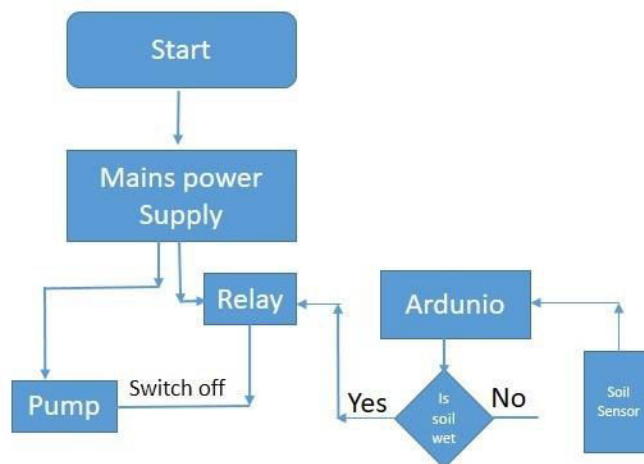 Start
Mains power
Supply
Relay
Ardunio
Pump
Switch off
Yes
Is
soil
wet
No
Soil
Sensor